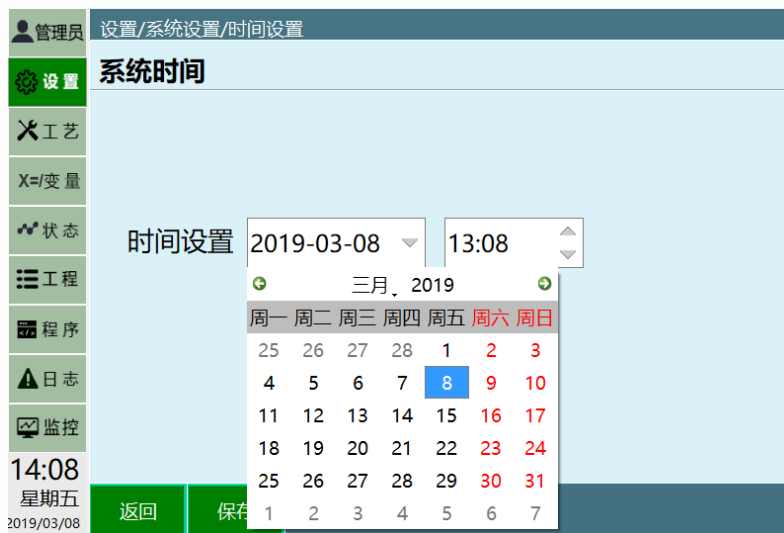 管理员
设置
工艺
X=/变量
状态
工程
程序
日志
监控
14:08
星期五
2019/03/08
设置/系统设置/时间设置
系统时间
时间设置 2019-03-08 13:08
三月, 2019
周一 周二 周三 周四 周五 周六 周日
25 26 27 28 1 2 3
4 5 6 7 8 9 10
11 12 13 14 15 16 17
18 19 20 21 22 23 24
25 26 27 28 29 30 31
1 2 3 4 5 6 7
返回 保存